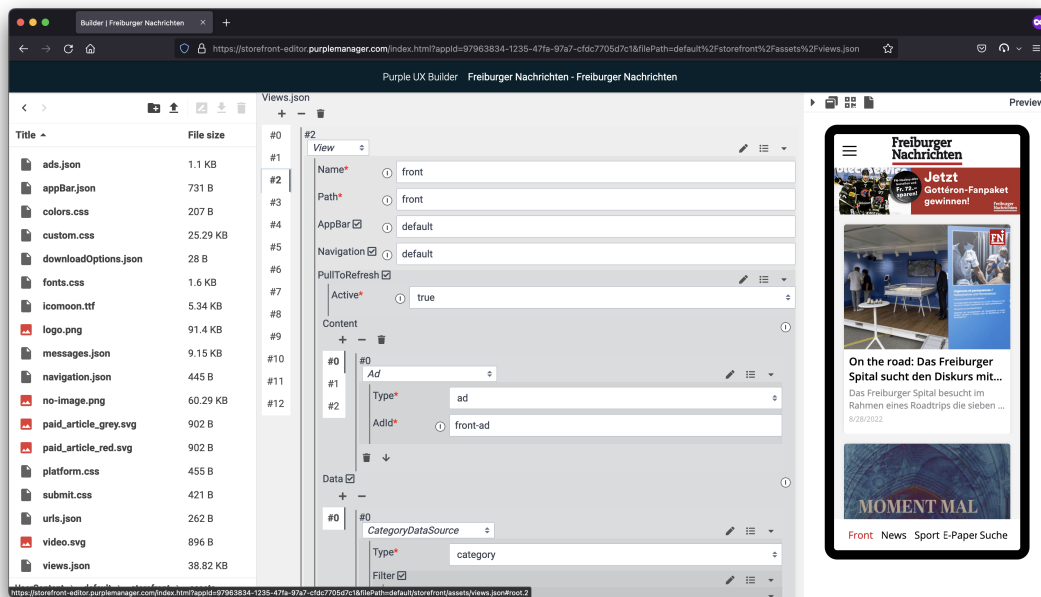 Builder | Freiburger Nachrichten
https://storefront-editor.purplemanager.com/index.html?appId=97963834-1235-47fa-97a7-cfdc7705d7c1&filePath=default%2Fstorefront%2Fassets%2Fviews.json
Purple UX Builder Freiburger Nachrichten - Freiburger Nachrichten
Title
File size
ads.json 1.1 KB
appBar.json 731 B
colors.css 207 B
custom.css 25.29 KB
downloadOptions.json 28 B
fonts.css 1.6 KB
icomoon.ttf 5.34 KB
logo.png 91.4 KB
messages.json 9.15 KB
navigation.json 445 B
no-image.png 60.29 KB
paid_article_grey.svg 902 B
paid_article_red.svg 902 B
platform.css 455 B
submit.css 421 B
urls.json 262 B
video.svg 896 B
views.json 38.82 KB
https://storefront-editor.purplemanager.com/index.html?appId=97963834-1235-47fa-97a7-cfdc7705d7c1&filePath=default/storefront/assets/views.json#root.2
Views.json
#0
#1
#2
#3
#4
#5
#6
#7
#8
#9
#10
#11
#12
#2
View
Name* front
Path* front
AppBar default
Navigation default
PullToRefresh
Active* true
Content
#0
#1
#2
#0
Ad
Type* ad
AdId* front-ad
Data
#0
#0
CategoryDataSource
Type* category
Filter
Preview
Freiburger
Nachrichten
Fr. 72.–
sparen!
Jetzt
Gottéron-Fanpaket
gewinnen!
Freiburger
Nachrichten
FN
On the road: Das Freiburger
Spital sucht den Diskurs mit...
Das Freiburger Spital besucht im
Rahmen eines Roadtrips die sieben ...
8/28/2022
MOMENT MAL
Front News Sport E-Paper Suche